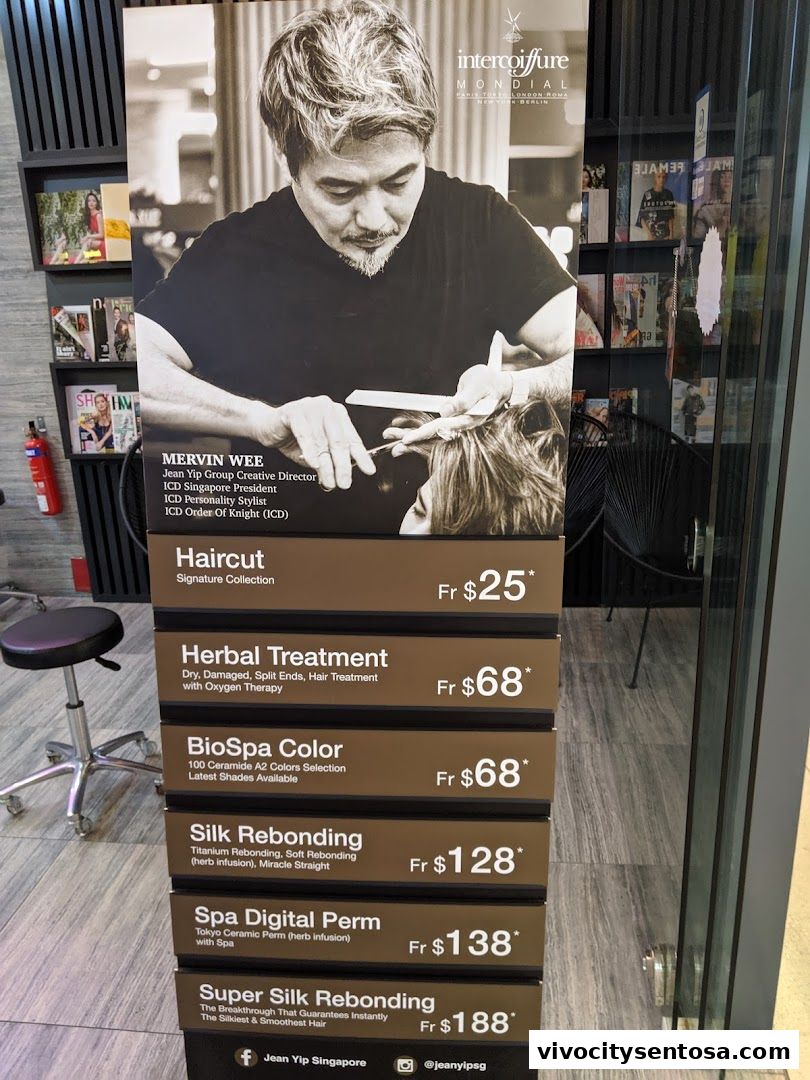 intercoiffure
MONDIAL
PARIS·TOKYO·LONDON·ROMA
NEW YORK·BERLIN
FEMALE
MERVIN WEE
Jean Yip Group Creative Director
ICD Singapore President
ICD Personality Stylist
ICD Order Of Knight (ICD)
Haircut
Signature Collection
Fr $25*
Herbal Treatment
Dry, Damaged, Split Ends, Hair Treatment
with Oxygen Therapy
Fr $68*
BioSpa Color
100 Ceramide A2 Colors Selection
Latest Shades Available
Fr $68*
Silk Rebonding
Titanium Rebonding, Soft Rebonding
(herb infusion), Miracle Straight
Fr $128*
Spa Digital Perm
Tokyo Ceramic Perm (herb infusion)
with Spa
Fr $138*
Super Silk Rebonding
The Breakthrough That Guarantees Instantly
The Silkiest & Smoothest Hair
Fr $188*
Jean Yip Singapore
@jeanyipsg
vivocitysentosa.com